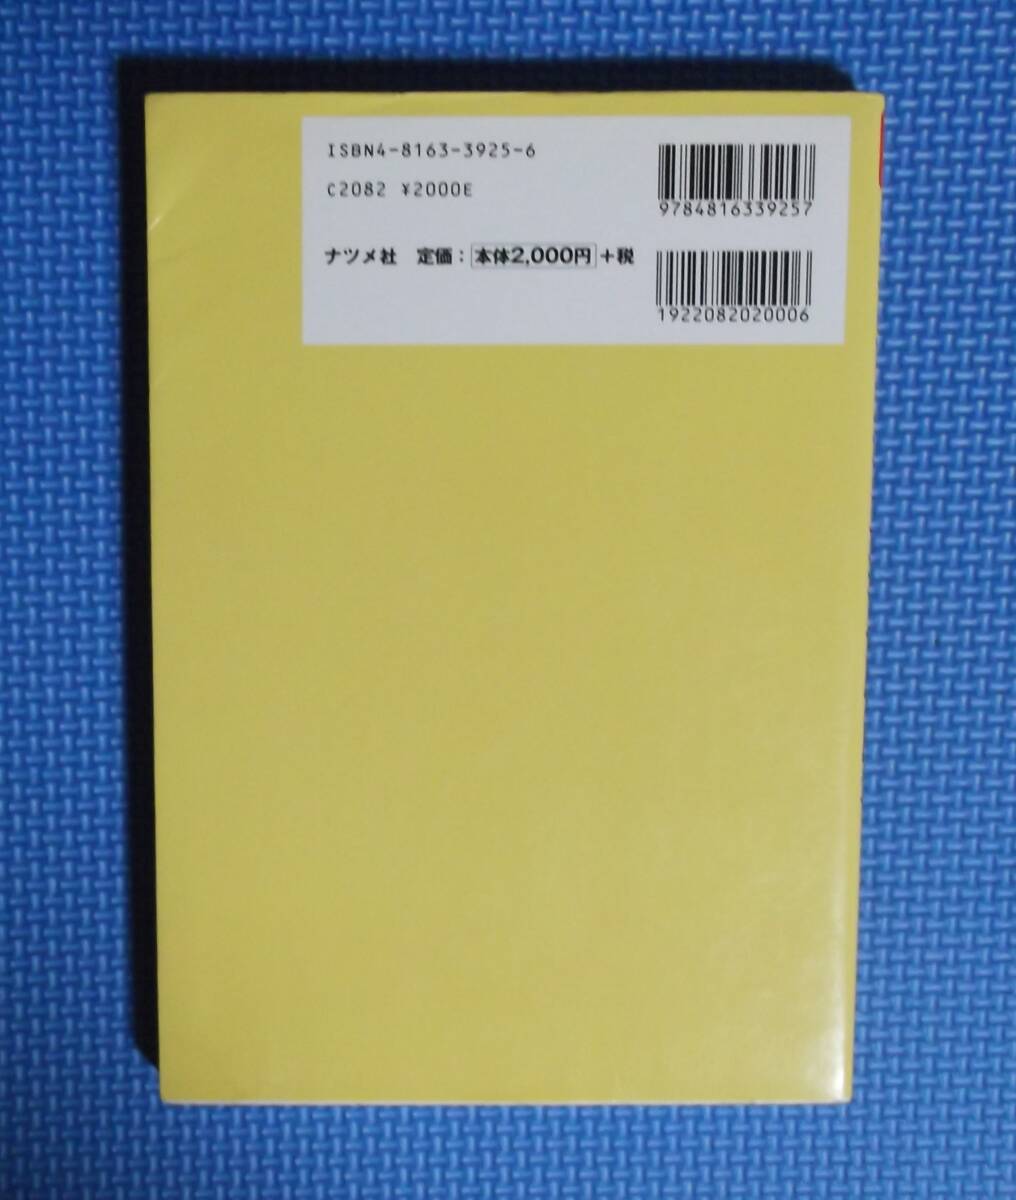 ISBN4-8163-3925-6
C2082 ¥2000E
9784816339257
ナツメ社 定価：本体2,000円+税
1922082020006